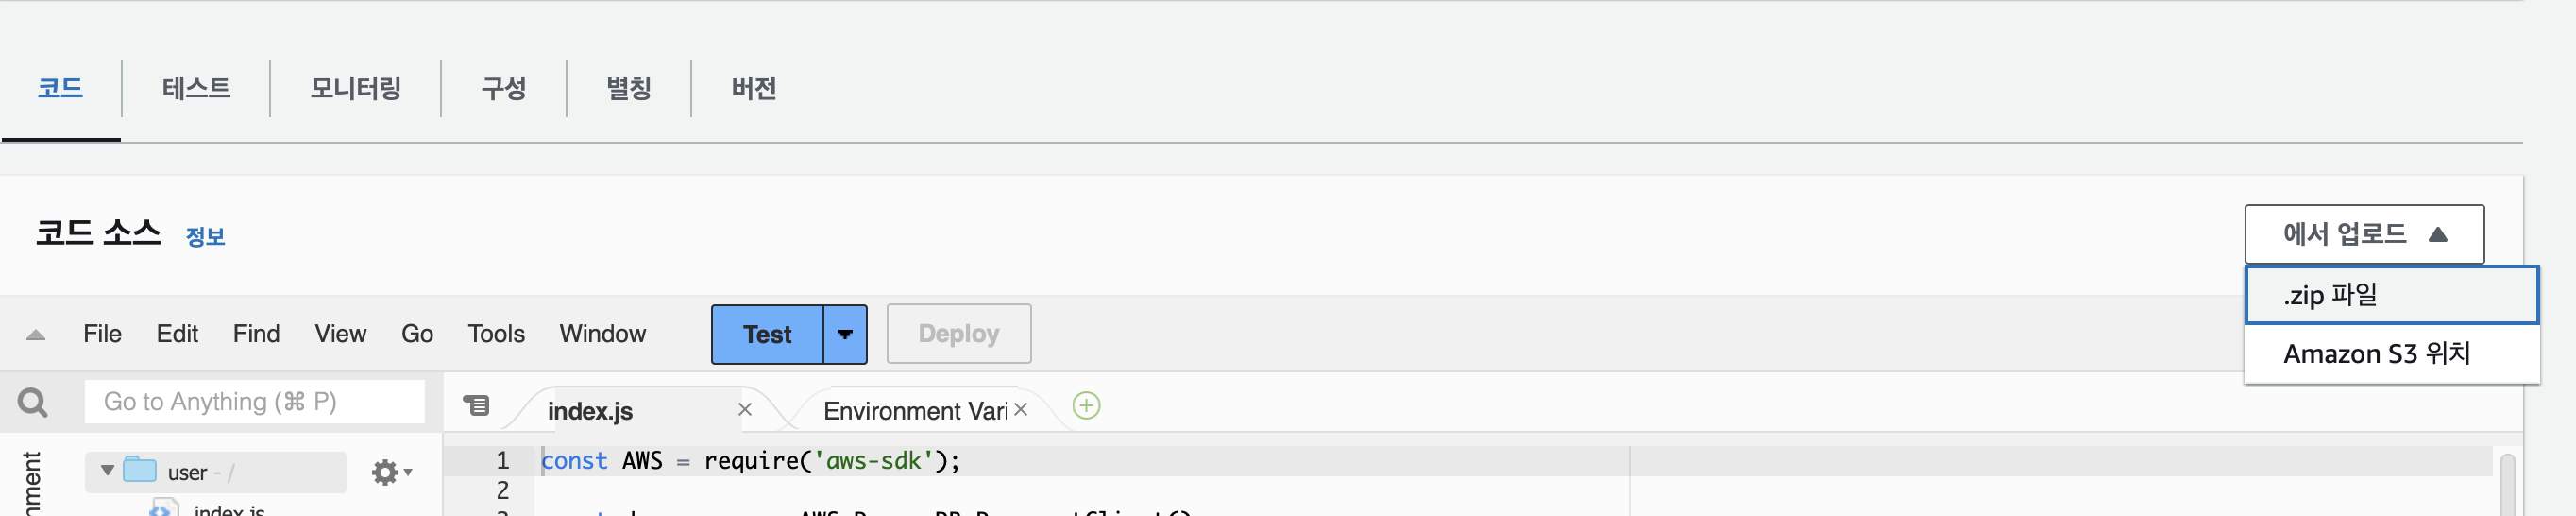 코드 테스트 모니터링 구성 별칭 버전
코드 소스 정보
에서 업로드
.zip 파일
Amazon S3 위치
File Edit Find View Go Tools Window Test Deploy
Go to Anything (⌘ P)
index.js
Environment Vari
user - /
index.js
1 const AWS = require('aws-sdk');
2